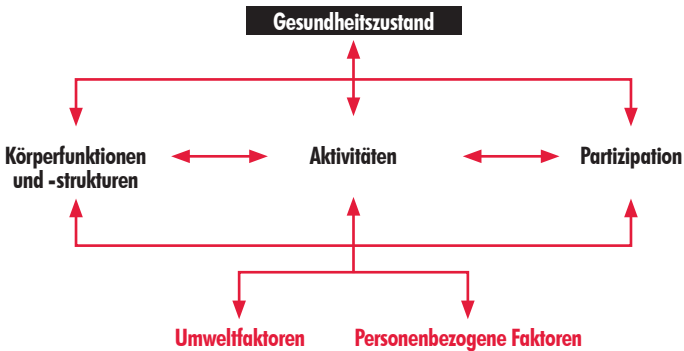 Gesundheitszustand
Körperfunktionen
und -strukturen
Aktivitäten
Partizipation
Umweltfaktoren
Personenbezogene Faktoren